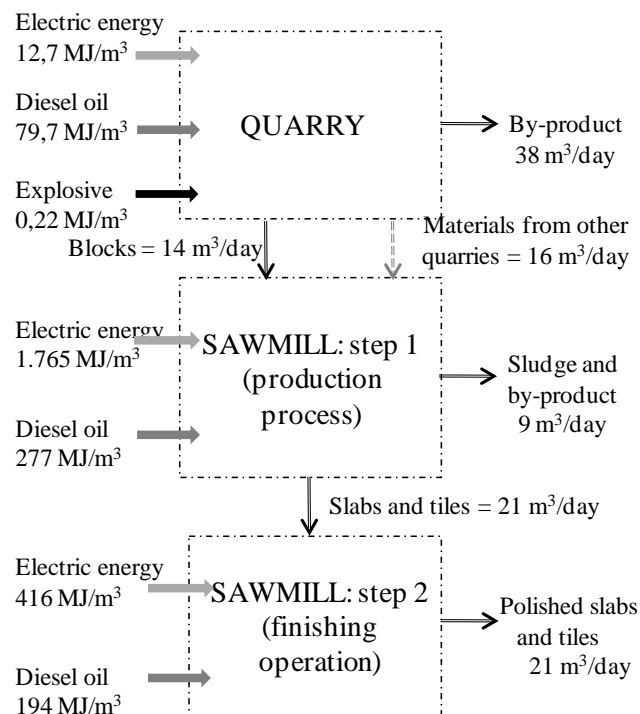 Electric energy
12,7 MJ/m³
Diesel oil
79,7 MJ/m³
Explosive
0,22 MJ/m³
QUARRY
By-product
38 m³/day
Blocks = 14 m³/day
Materials from other
quarries = 16 m³/day
Electric energy
1.765 MJ/m³
Diesel oil
277 MJ/m³
SAWMILL: step 1
(production
process)
Sludge and
by-product
9 m³/day
Slabs and tiles = 21 m³/day
Electric energy
416 MJ/m³
Diesel oil
194 MJ/m³
SAWMILL: step 2
(finishing
operation)
Polished slabs
and tiles
21 m³/day